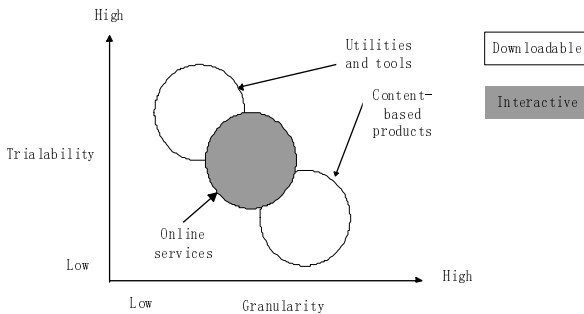 High
Utilities
and tools
Downloadable
Content-
based
products
Interactive
Trialability
Online
services
Low
High
Low
Granularity